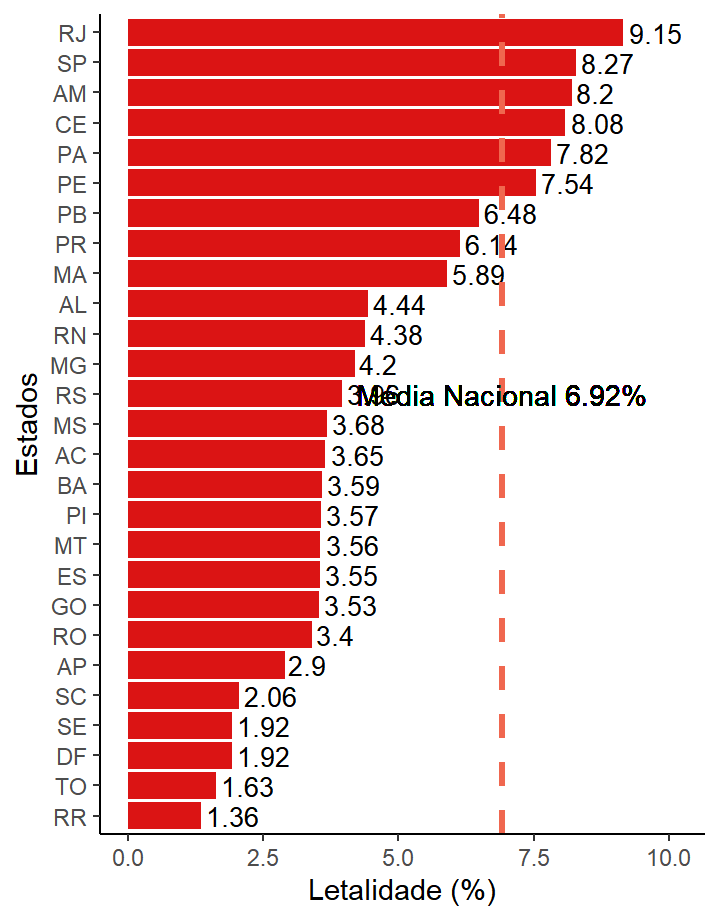 RJ 9.15
SP 8.27
AM 8.2
CE 8.08
PA 7.82
PE 7.54
PB 6.48
PR 6.14
MA 5.89
AL 4.44
RN 4.38
MG 4.2
RS 3.96 Média Nacional 6.92%
MS 3.68
AC 3.65
BA 3.59
PI 3.57
MT 3.56
ES 3.55
GO 3.53
RO 3.4
AP 2.9
SC 2.06
SE 1.92
DF 1.92
TO 1.63
RR 1.36
Estados
0.0 2.5 5.0 7.5 10.0
Letalidade (%)